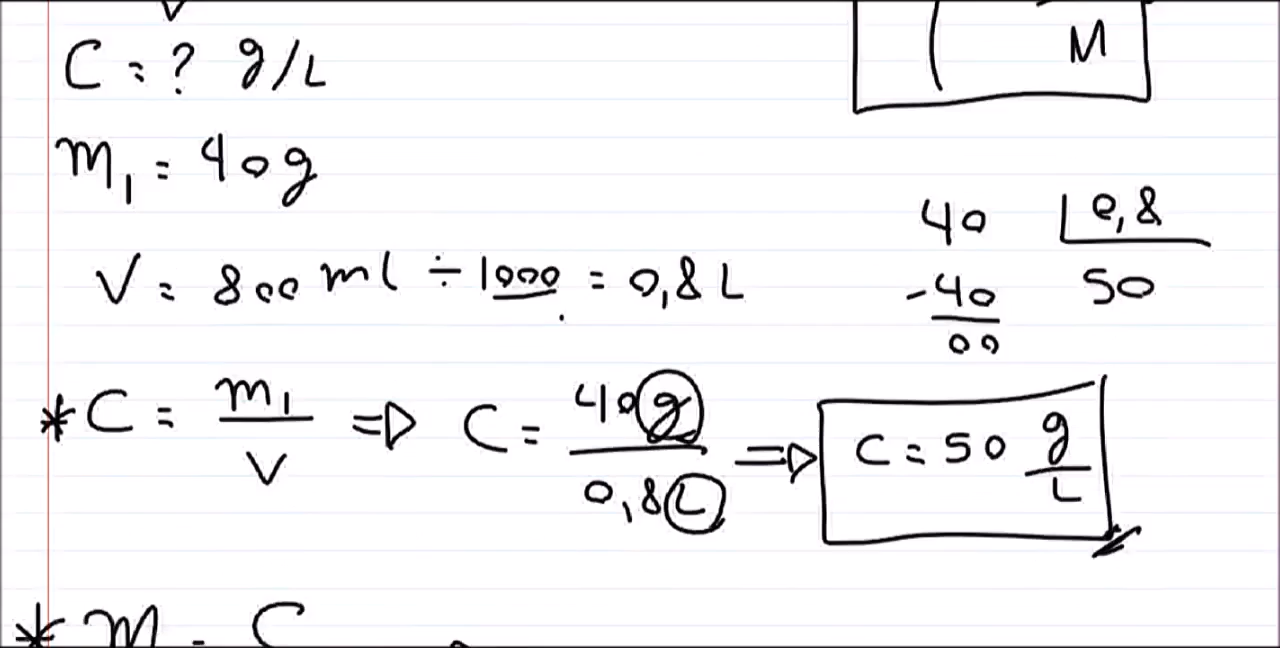 V
C = ? g/L
M
m₁ = 40g
V = 800 ml ÷ 1000 = 0,8 L
40 0,8
-40 50
00
* C = m₁/V ⇒ C = 40g/0,8L ⇒ C = 50 g/L
* M = C